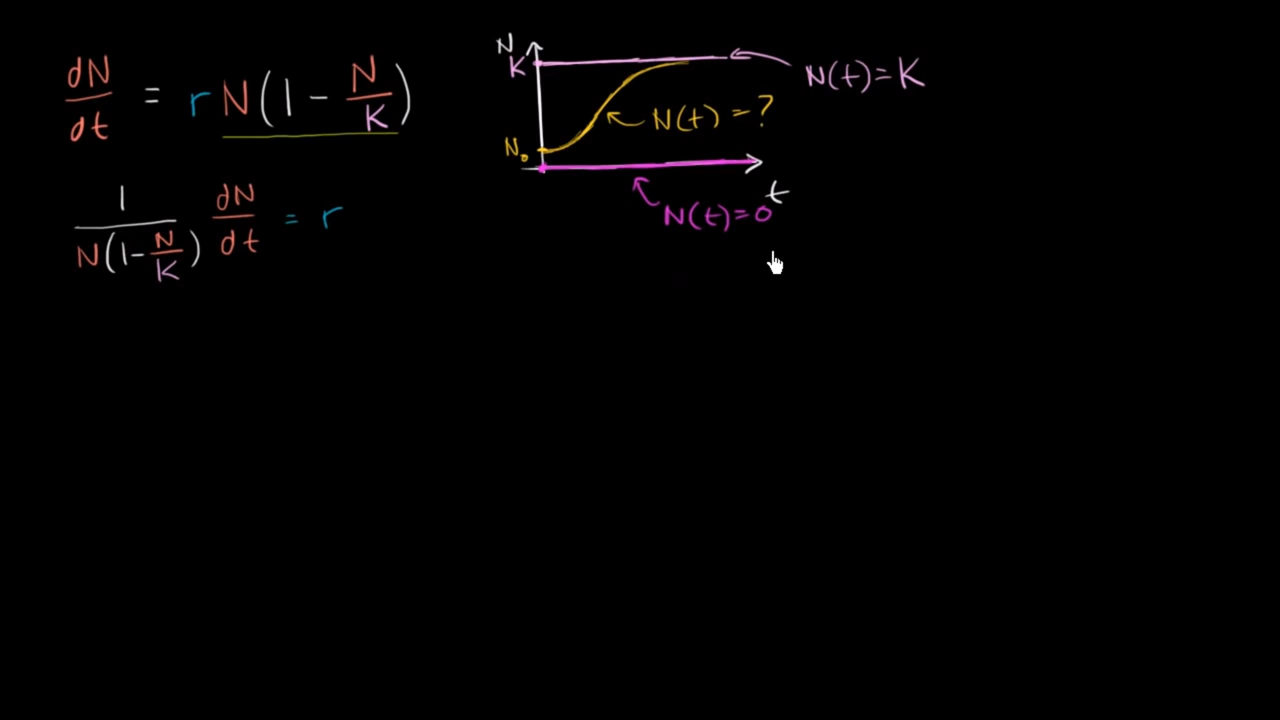 dN/dt = rN(1 - N/K)
1/(N(1-N/K)) dN/dt = r
N
K
N(t)=K
N(t)=?
N₀
t
N(t)=0